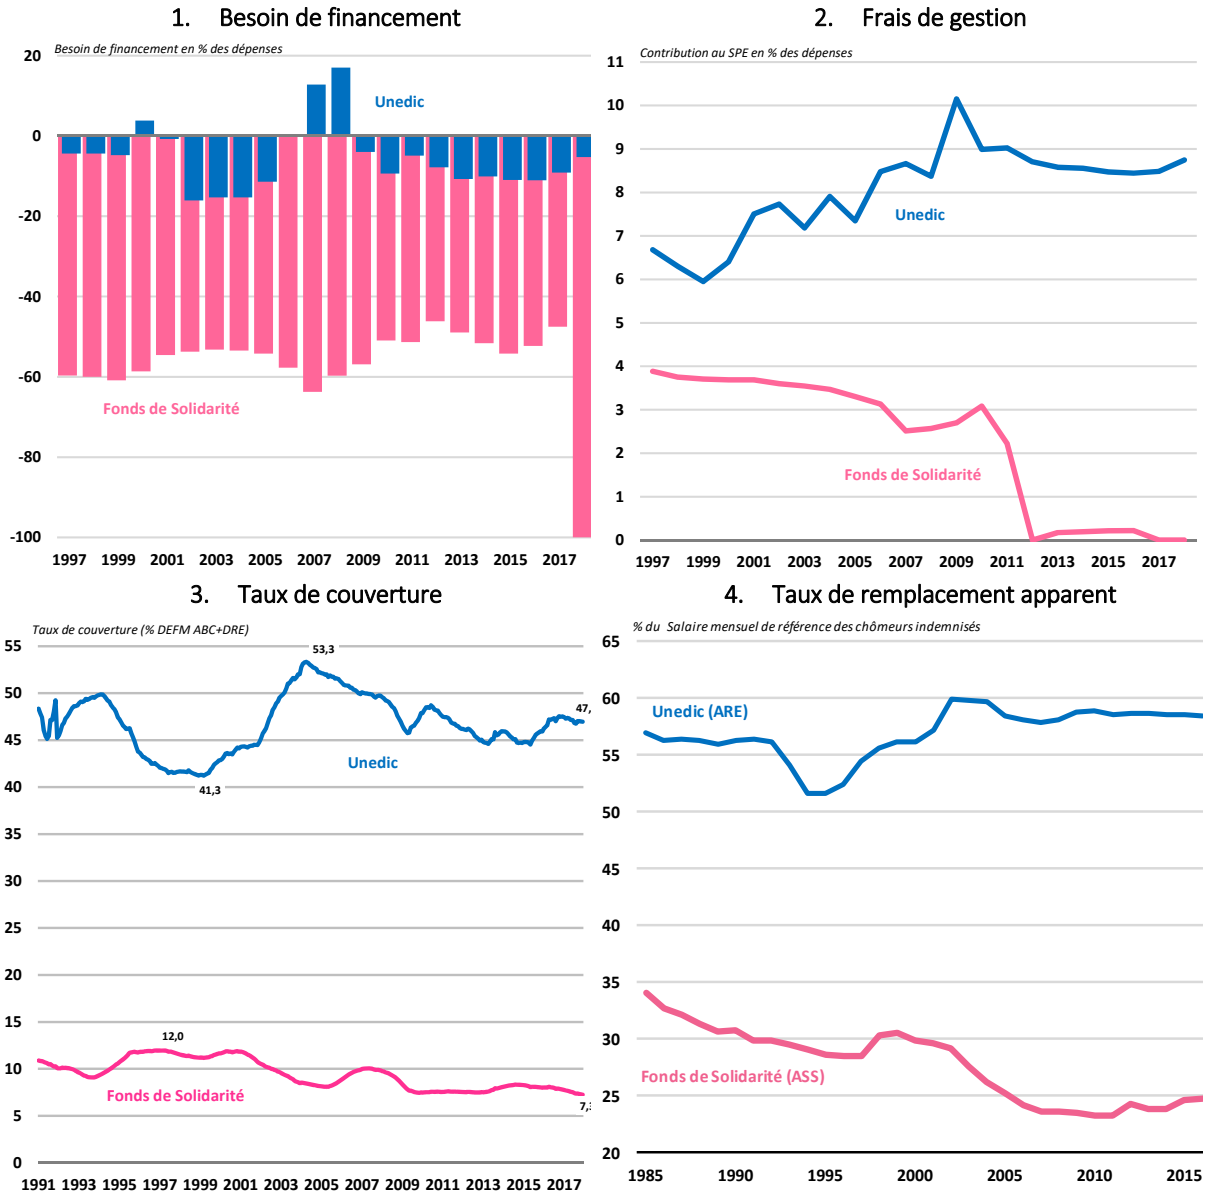 1. Besoin de financement
Besoin de financement en % des dépenses
20
0
-20
-40
-60
-80
-100
Unedic
Fonds de Solidarité
1997 1999 2001 2003 2005 2007 2009 2011 2013 2015 2017
2. Frais de gestion
Contribution au SPE en % des dépenses
11
10
9
8
7
6
5
4
3
2
1
0
Unedic
Fonds de Solidarité
1997 1999 2001 2003 2005 2007 2009 2011 2013 2015 2017
3. Taux de couverture
Taux de couverture (% DEFM ABC+DRE)
55
50
45
40
35
30
25
20
15
10
5
0
53,3
47,
Unedic
41,3
12,0
Fonds de Solidarité
7,
1991 1993 1995 1997 1999 2001 2003 2005 2007 2009 2011 2013 2015 2017
4. Taux de remplacement apparent
% du Salaire mensuel de référence des chômeurs indemnisés
65
60
55
50
45
40
35
30
25
20
Unedic (ARE)
Fonds de Solidarité (ASS)
1985 1990 1995 2000 2005 2010 2015